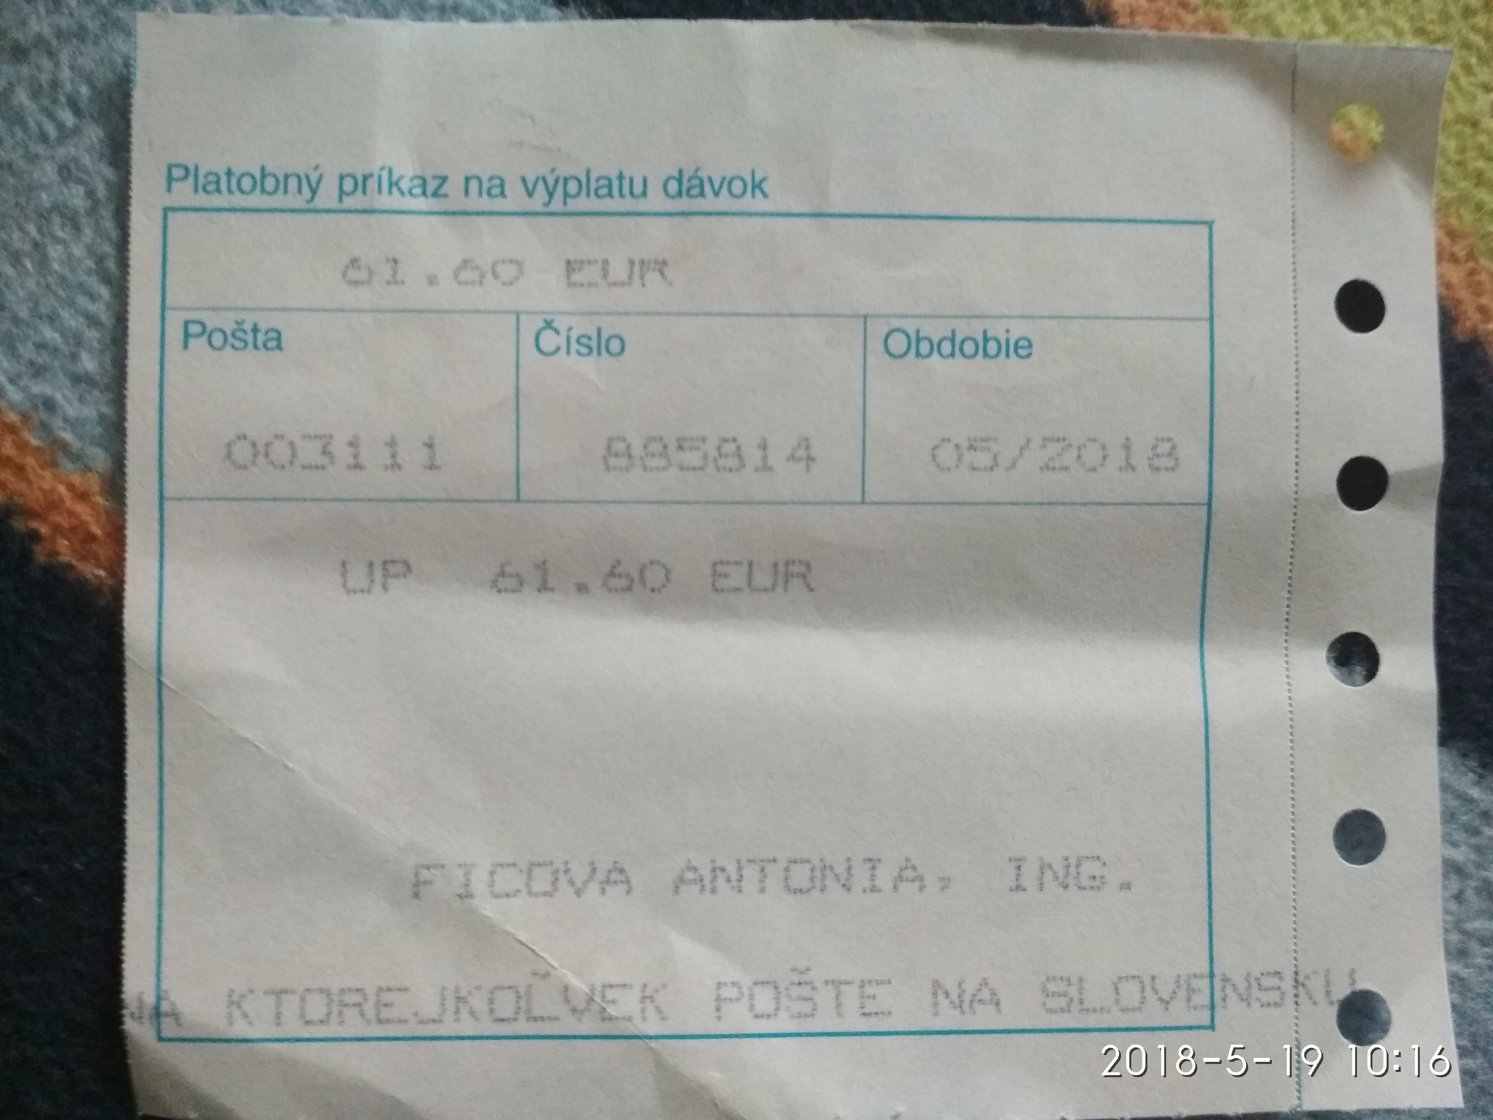 Platobný príkaz na výplatu dávok
61.60 EUR
Pošta Číslo Obdobie
003111 885814 05/2018
UP 61.60 EUR
FICOVA ANTONIA, ING.
NA KTOREJKOĽVEK POŠTE NA SLOVENSKU
2018-5-19 10:16